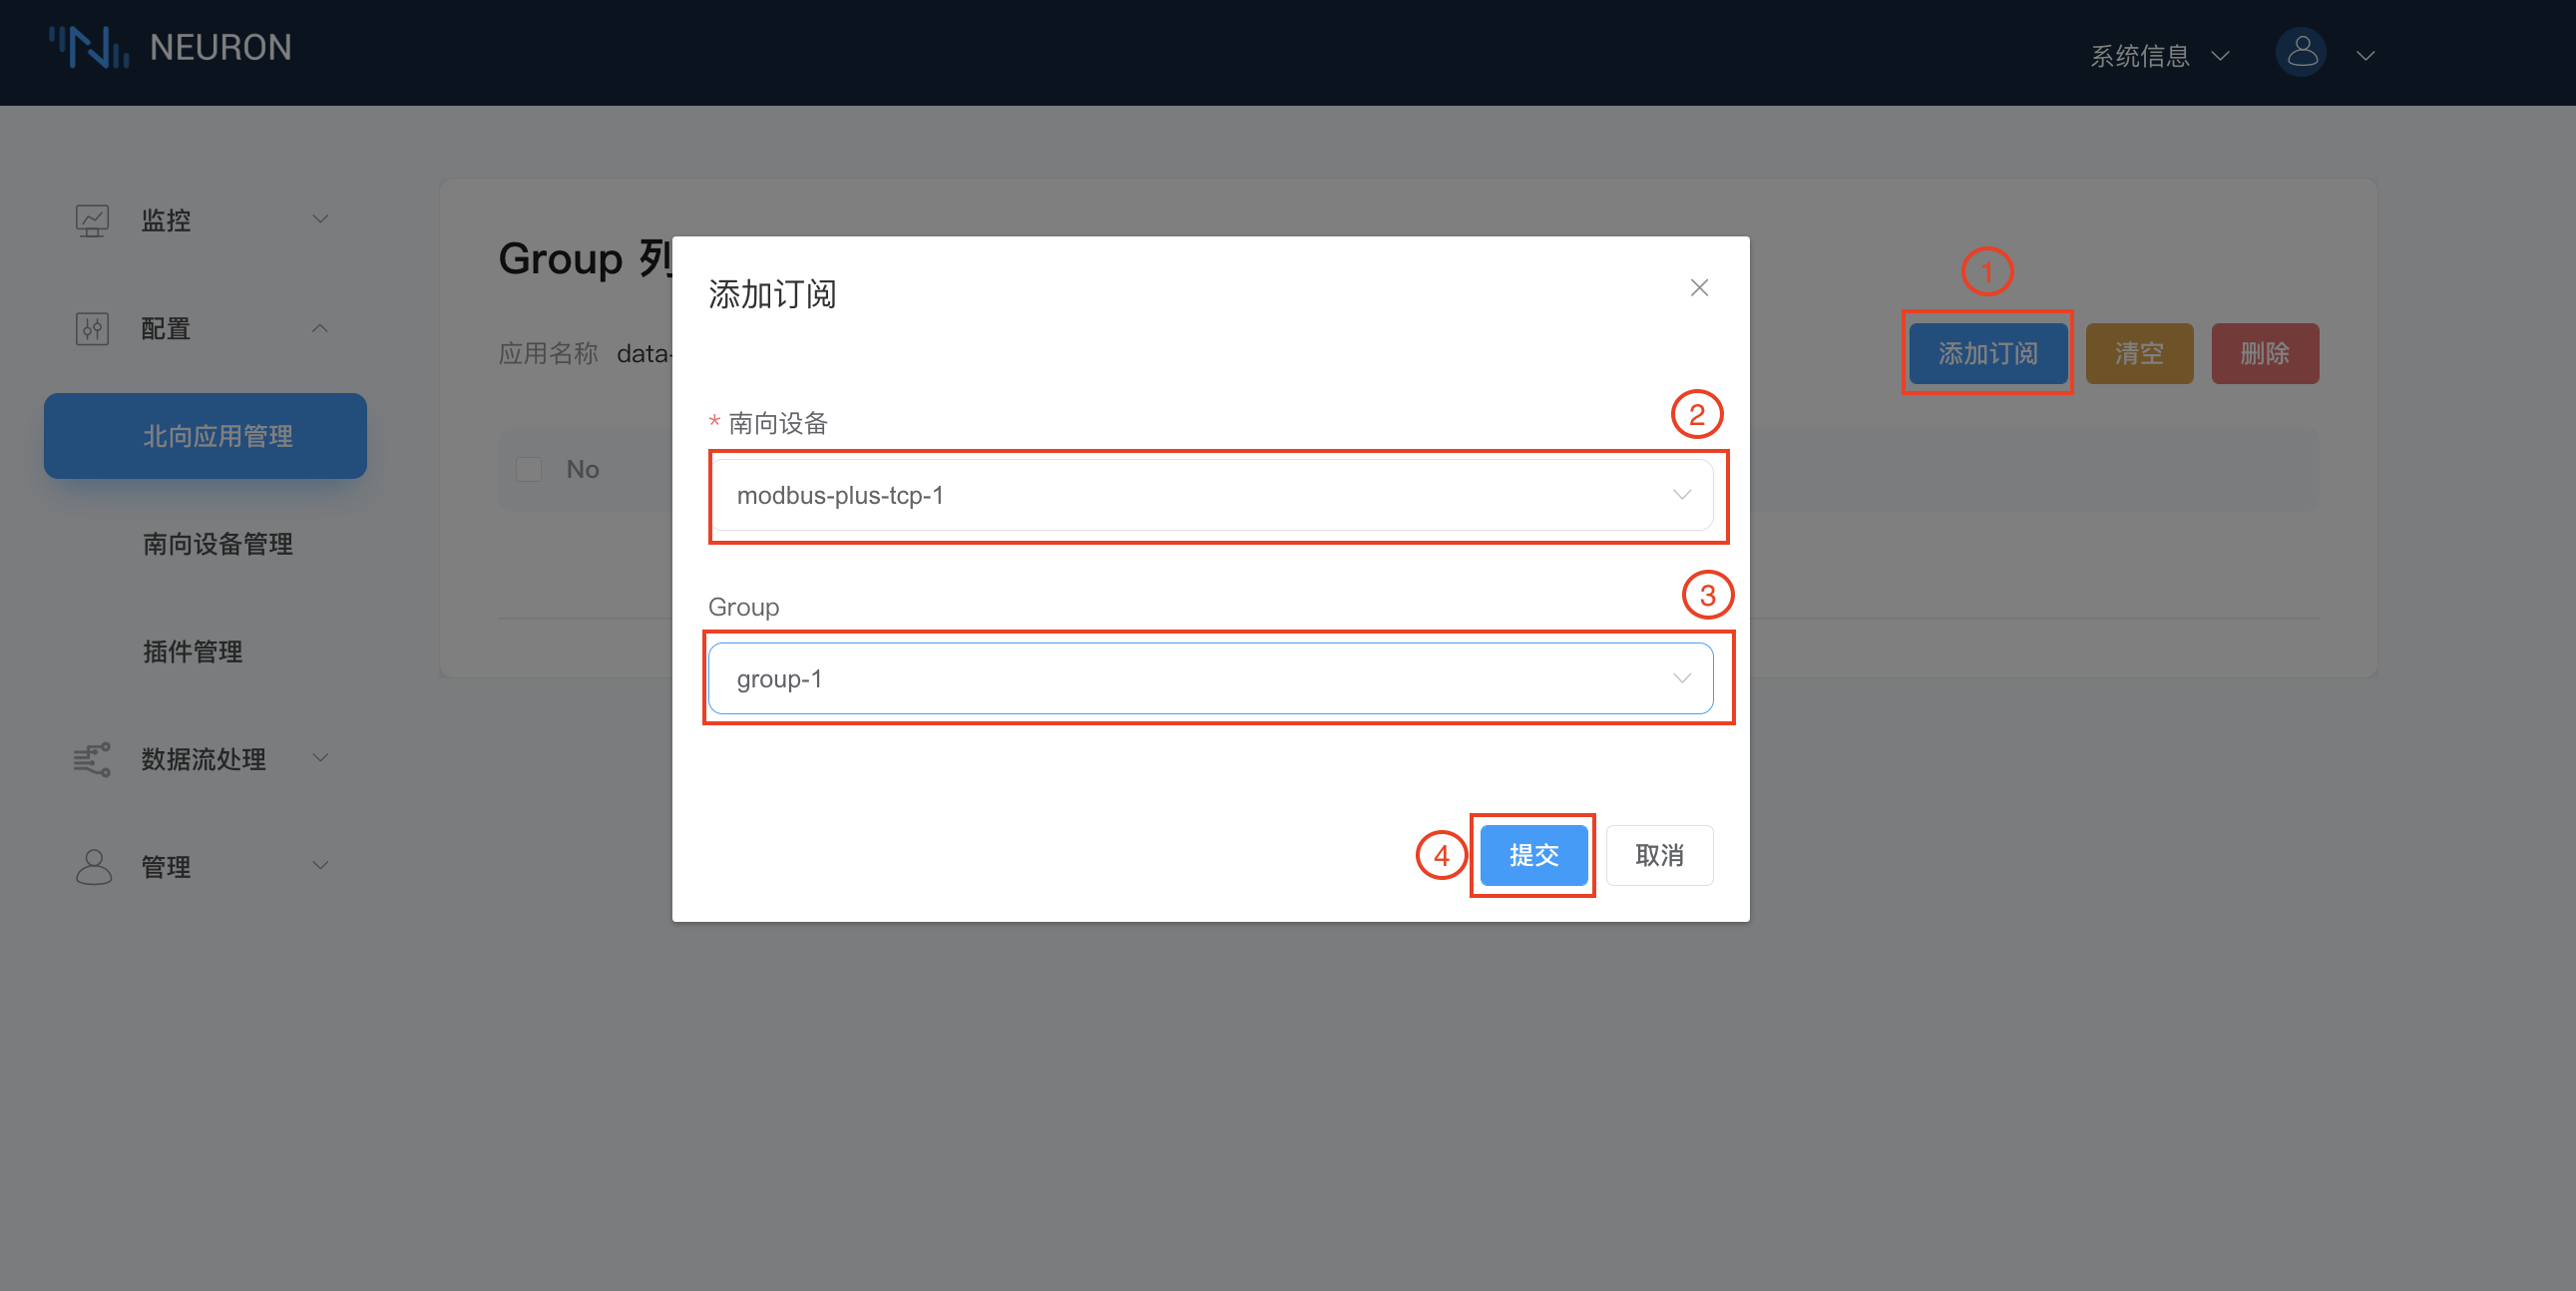 NEURON
系统信息
监控
配置
北向应用管理
南向设备管理
插件管理
数据流处理
管理
Group 列
应用名称 data-
1
添加订阅 清空 删除
No
添加订阅
* 南向设备
2
modbus-plus-tcp-1
Group
3
group-1
4
提交 取消